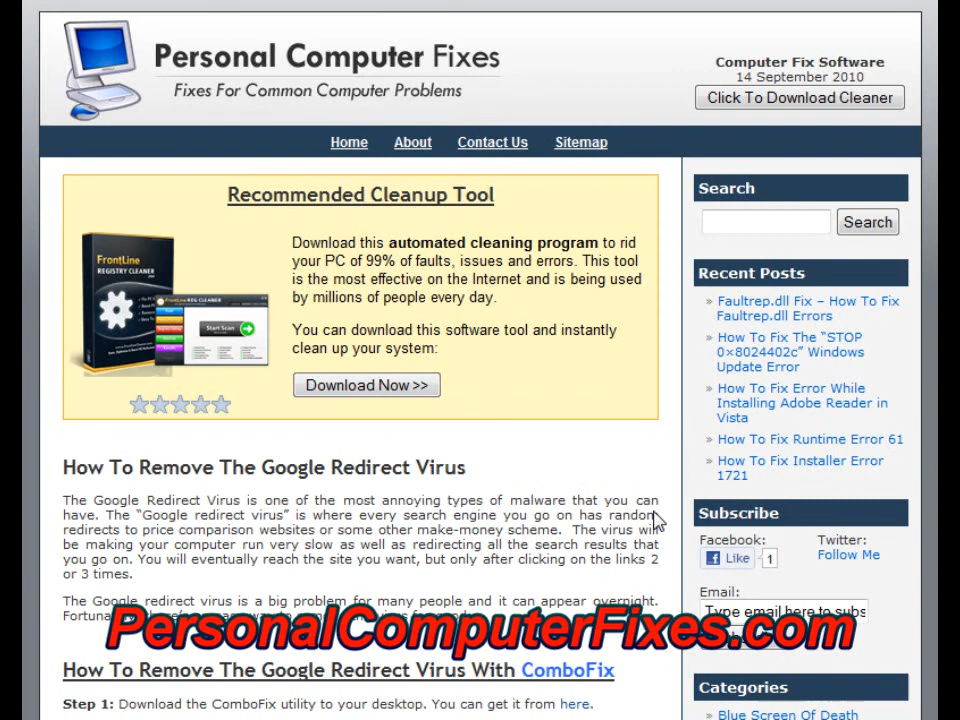 Personal Computer Fixes
Fixes For Common Computer Problems
Computer Fix Software
14 September 2010
Click To Download Cleaner
Home About Contact Us Sitemap
Recommended Cleanup Tool
FrontLine
REGISTRY CLEANER
Start Scan
Download this automated cleaning program to rid
your PC of 99% of faults, issues and errors. This tool
is the most effective on the Internet and is being used
by millions of people every day.
You can download this software tool and instantly
clean up your system:
Download Now >>
How To Remove The Google Redirect Virus
The Google Redirect Virus is one of the most annoying types of malware that you can
have. The “Google redirect virus” is where every search engine you go on has random
redirects to price comparison websites or some other make-money scheme. The virus will
be making your computer run very slow as well as redirecting all the search results that
you go on. You will eventually reach the site you want, but only after clicking on the links 2
or 3 times.
The Google redirect virus is a big problem for many people and it can appear overnight.
PersonalComputerFixes.com
How To Remove The Google Redirect Virus With ComboFix
Step 1: Download the ComboFix utility to your desktop. You can get it from here.
Search
Search
Recent Posts
» Faultrep.dll Fix – How To Fix
Faultrep.dll Errors
» How To Fix The “STOP
0×8024402c” Windows
Update Error
» How To Fix Error While
Installing Adobe Reader in
Vista
» How To Fix Runtime Error 61
» How To Fix Installer Error
1721
Subscribe
Facebook: Twitter:
Like 1 Follow Me
Email:
Type email here to subs
Categories
» Blue Screen Of Death